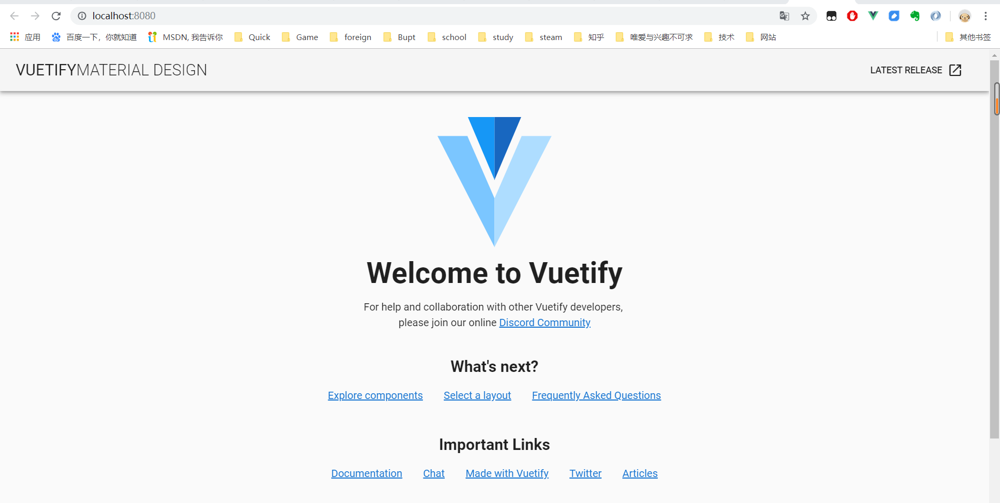 localhost:8080
应用 百度一下，你就知道 MSDN, 我告诉你 Quick Game foreign Bupt school study steam 知乎 唯爱与兴趣不可求 技术 网站 其他书签
VUETIFYMATERIAL DESIGN LATEST RELEASE
Welcome to Vuetify
For help and collaboration with other Vuetify developers,
please join our online Discord Community
What's next?
Explore components Select a layout Frequently Asked Questions
Important Links
Documentation Chat Made with Vuetify Twitter Articles